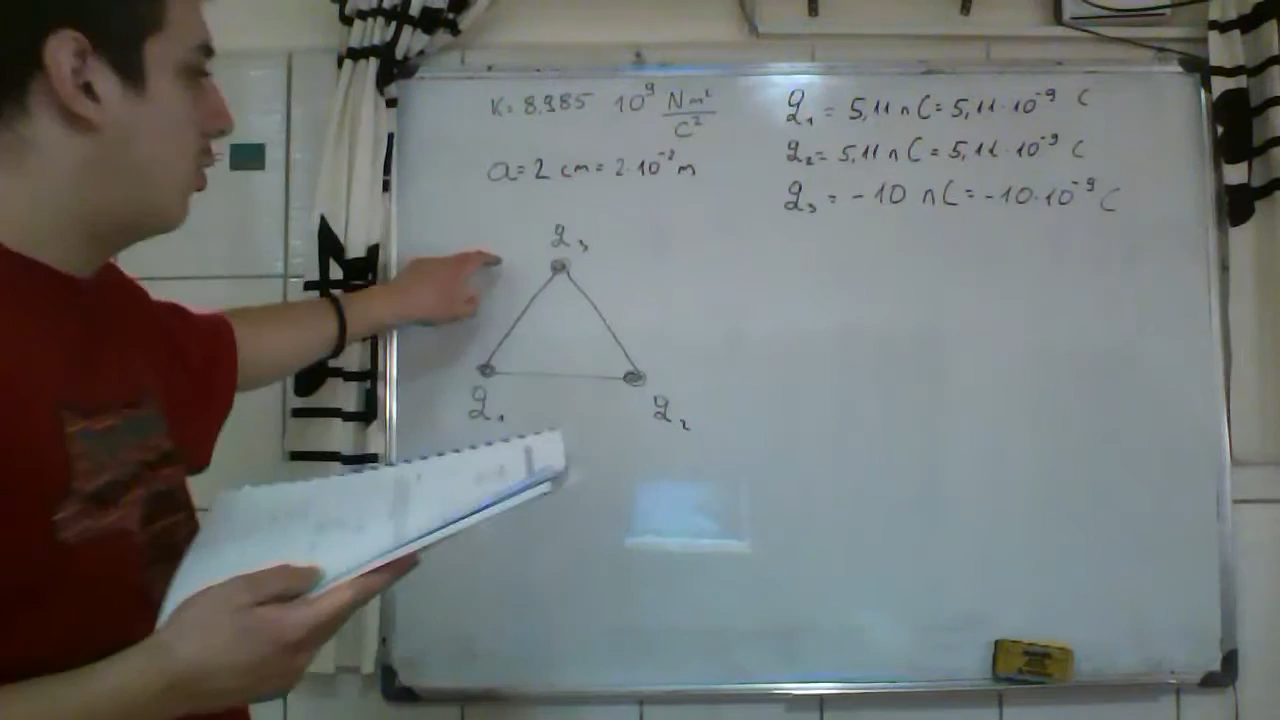 K = 8,985 10⁹ Nm²/C²
a = 2 cm = 2·10⁻² m
q₁ = 5,11 nC = 5,11·10⁻⁹ C
q₂ = 5,11 nC = 5,11·10⁻⁹ C
q₃ = -10 nC = -10·10⁻⁹ C
q₃
q₁
q₂